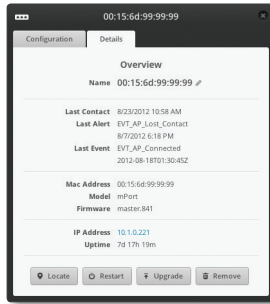 00:15:6d:99:99:99
Configuration Details
Overview
Name 00:15:6d:99:99:99
Last Contact 8/23/2012 10:58 AM
Last Alert EVT_AP_Lost_Contact
8/7/2012 6:18 PM
Last Event EVT_AP_Connected
2012-08-18T01:30:45Z
Mac Address 00:15:6d:99:99:99
Model mPort
Firmware master.841
IP Address 10.1.0.221
Uptime 7d 17h 19m
Locate Restart Upgrade Remove